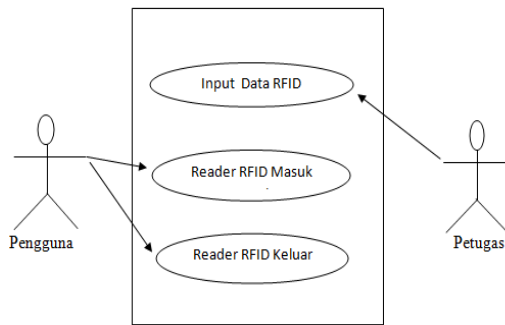 Input Data RFID
Reader RFID Masuk
Reader RFID Keluar
Pengguna
Petugas